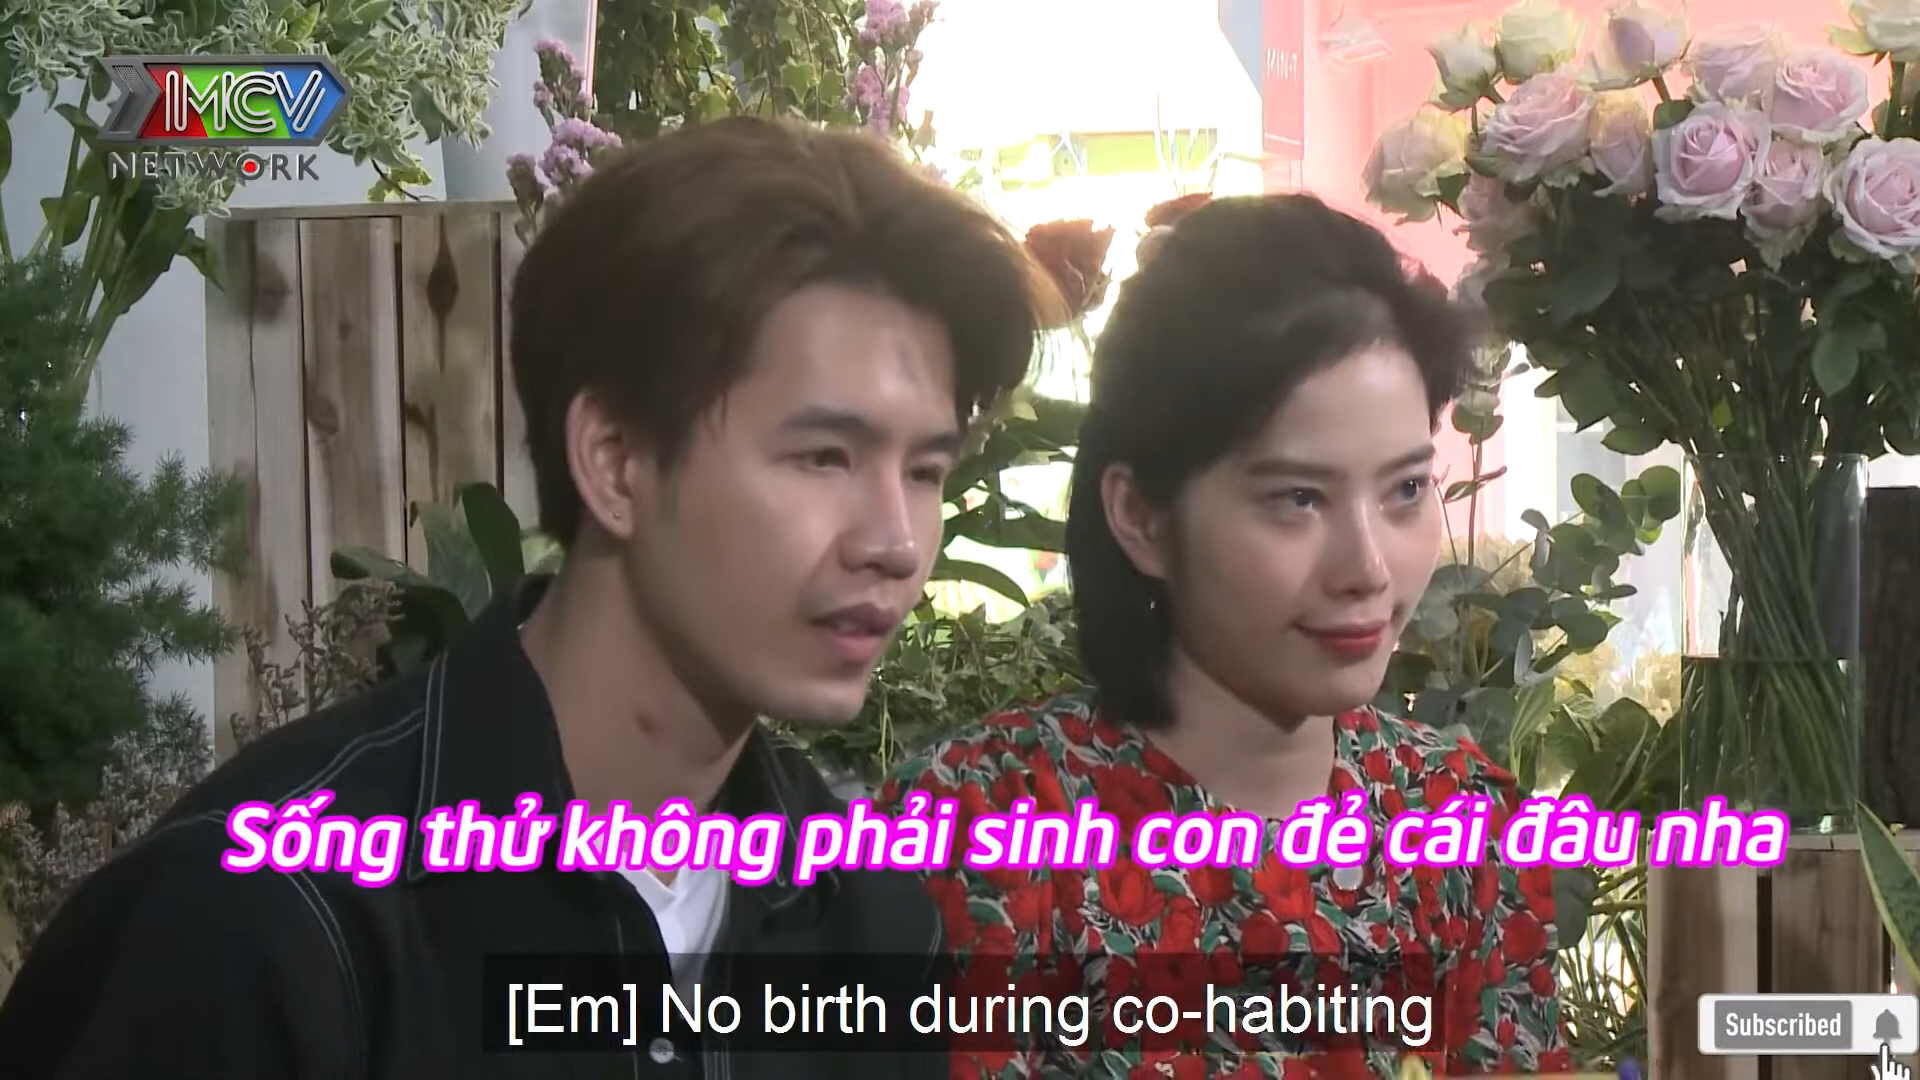 MCV
NETWORK
MIN-T
Sống thử không phải sinh con đẻ cái đâu nha
[Em] No birth during co-habiting
Subscribed